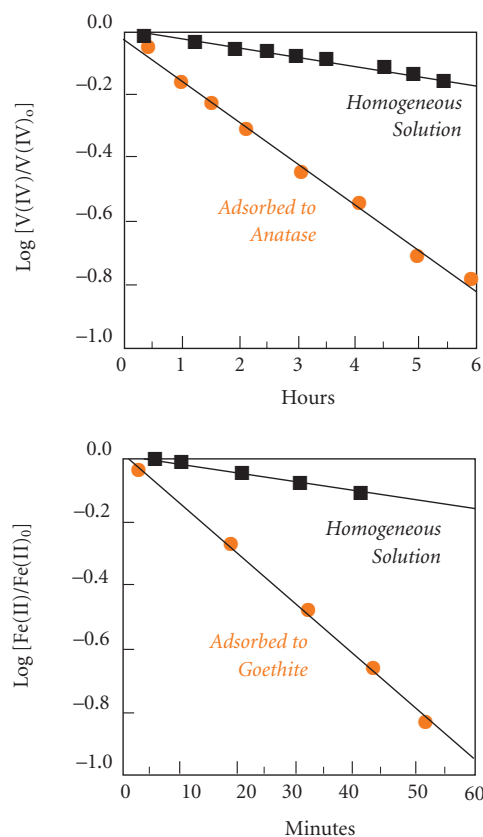 0.0
−0.2
−0.4
−0.6
−0.8
−1.0
Log [V(IV)/V(IV)o]
Homogeneous
Solution
Adsorbed to
Anatase
0 1 2 3 4 5 6
Hours
0.0
−0.2
−0.4
−0.6
−0.8
−1.0
Log [Fe(II)/Fe(II)0]
Homogeneous
Solution
Adsorbed to
Goethite
0 10 20 30 40 50 60
Minutes